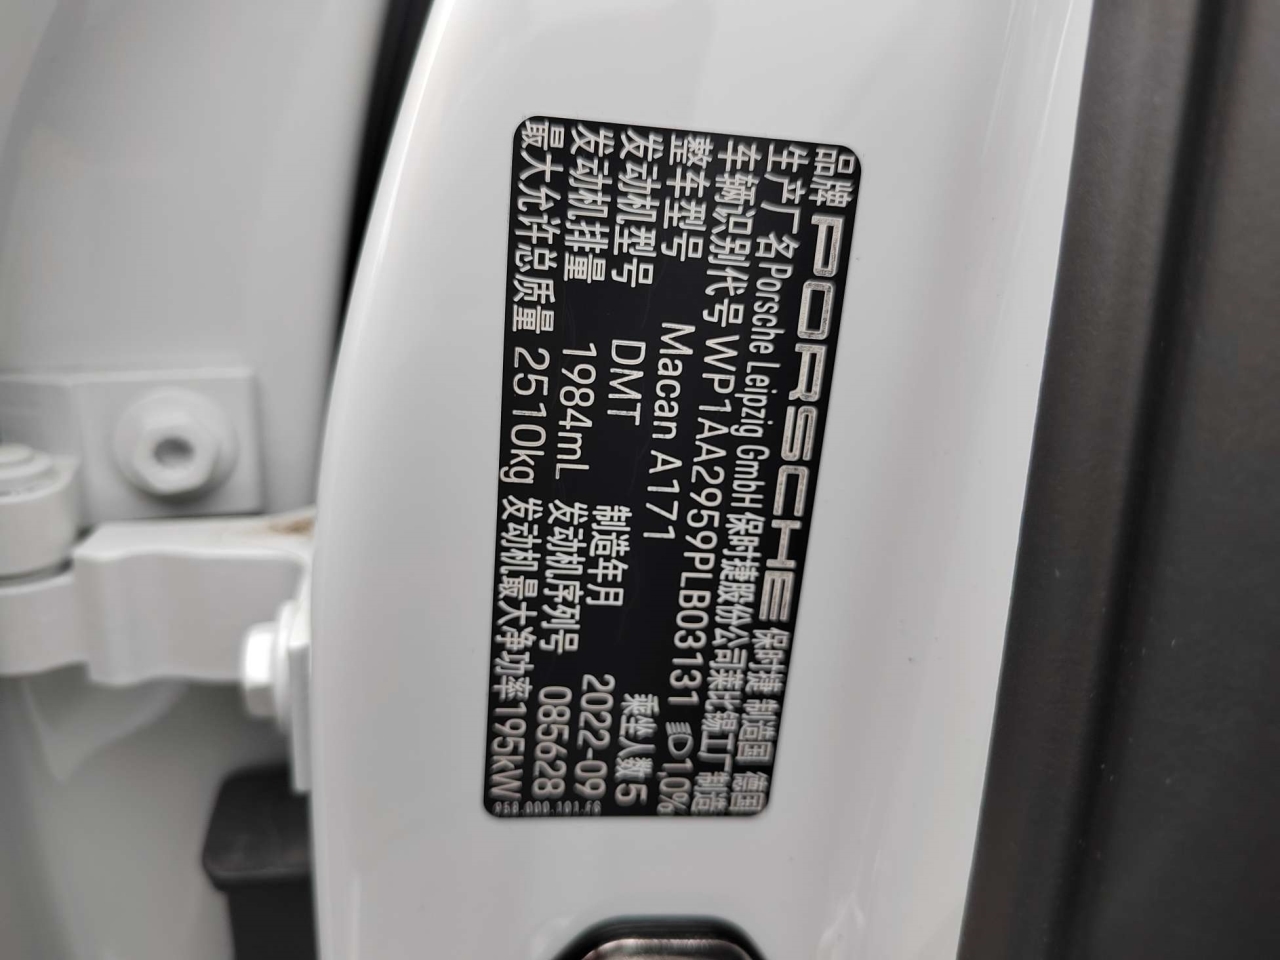 品牌 PORSCHE 保时捷 制造国 德国
生产厂名 Porsche Leipzig GmbH 保时捷股份公司莱比锡工厂制造
车辆识别代号 WP1AA2959PLB03131 1,0%
整车型号 Macan A171 乘坐人数 5
发动机型号 DMT 制造年月 2022-09
发动机排量 1984mL 发动机序列号 085628
最大允许总质量 2510kg 发动机最大净功率 195kW